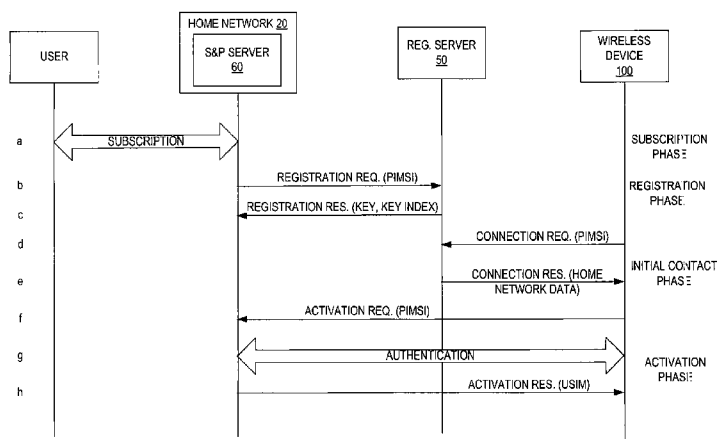 HOME NETWORK 20
USER
S&P SERVER
60
REG. SERVER
50
WIRELESS
DEVICE
100
a
SUBSCRIPTION
SUBSCRIPTION
PHASE
b
REGISTRATION REQ. (PIMSI)
REGISTRATION
PHASE
c
REGISTRATION RES. (KEY, KEY INDEX)
d
CONNECTION REQ. (PIMSI)
INITIAL CONTACT
PHASE
e
CONNECTION RES. (HOME
NETWORK DATA)
f
ACTIVATION REQ. (PIMSI)
g
AUTHENTICATION
ACTIVATION
PHASE
h
ACTIVATION RES. (USIM)